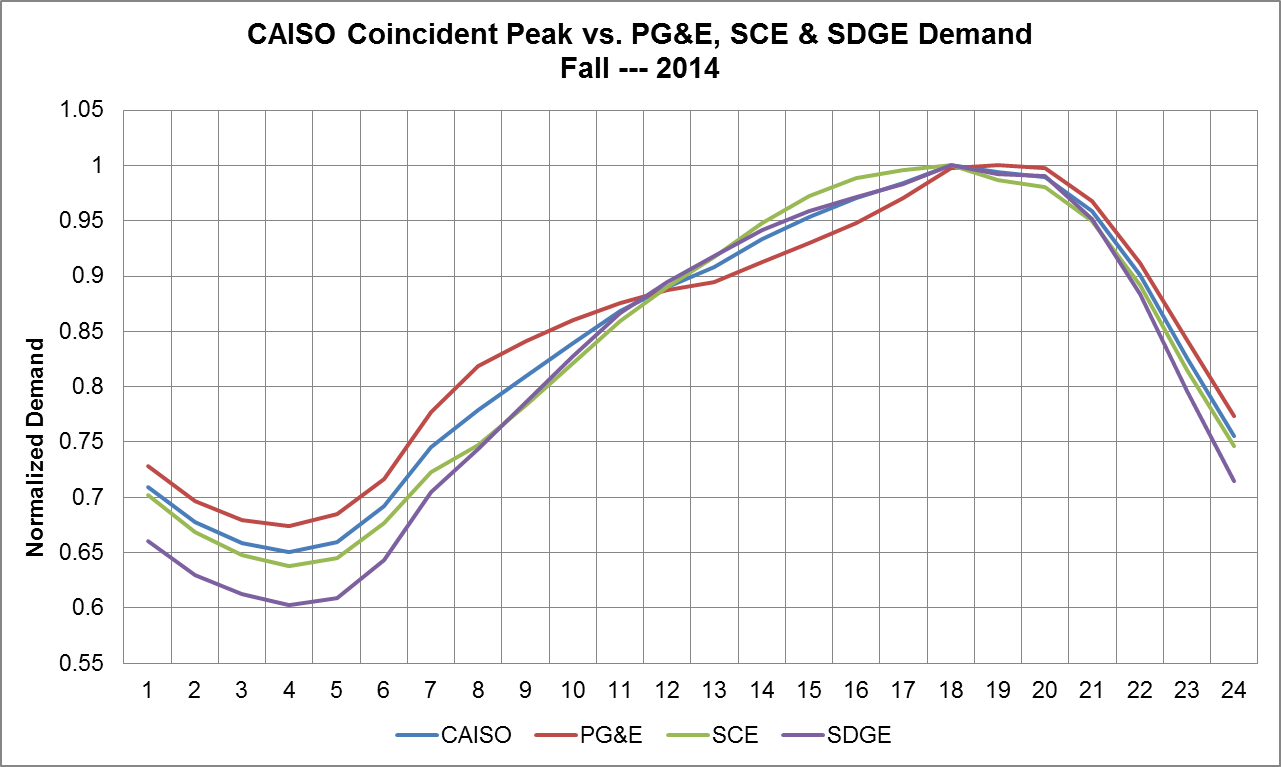 CAISO Coincident Peak vs. PG&E, SCE & SDGE Demand
Fall --- 2014
Normalized Demand
1.05
1
0.95
0.9
0.85
0.8
0.75
0.7
0.65
0.6
0.55
1 2 3 4 5 6 7 8 9 10 11 12 13 14 15 16 17 18 19 20 21 22 23 24
CAISO PG&E SCE SDGE